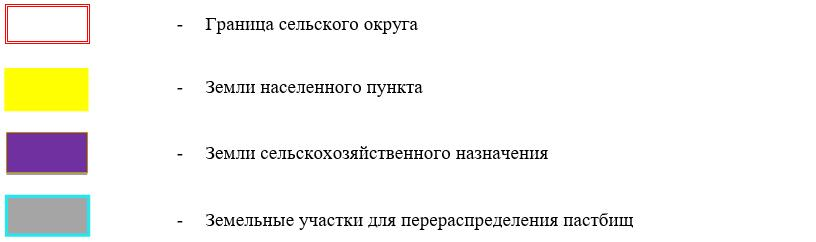 - Граница сельского округа
- Земли населенного пункта
- Земли сельскохозяйственного назначения
- Земельные участки для перераспределения пастбищ